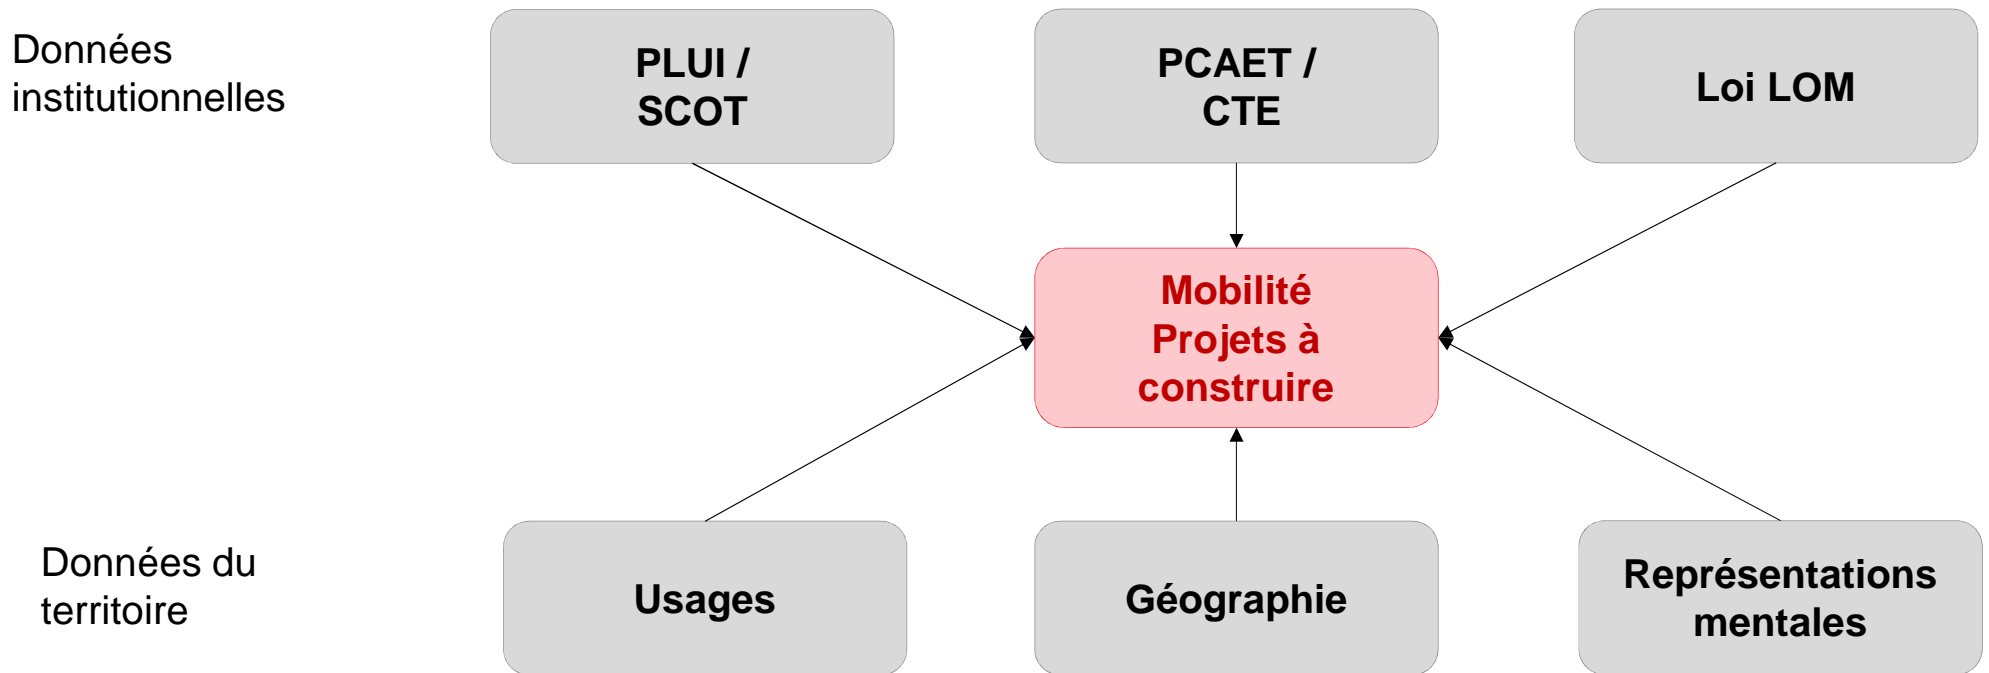 Données
institutionnelles
PLUI /
SCOT
PCAET /
CTE
Loi LOM
Mobilité
Projets à
construire
Données du
territoire
Usages
Géographie
Représentations
mentales